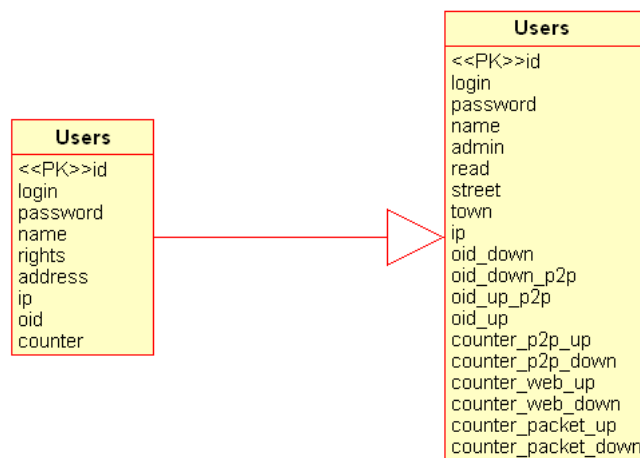 Users
<<PK>>id
login
password
name
rights
address
ip
oid
counter
Users
<<PK>>id
login
password
name
admin
read
street
town
ip
oid_down
oid_down_p2p
oid_up_p2p
oid_up
counter_p2p_up
counter_p2p_down
counter_web_up
counter_web_down
counter_packet_up
counter_packet_down